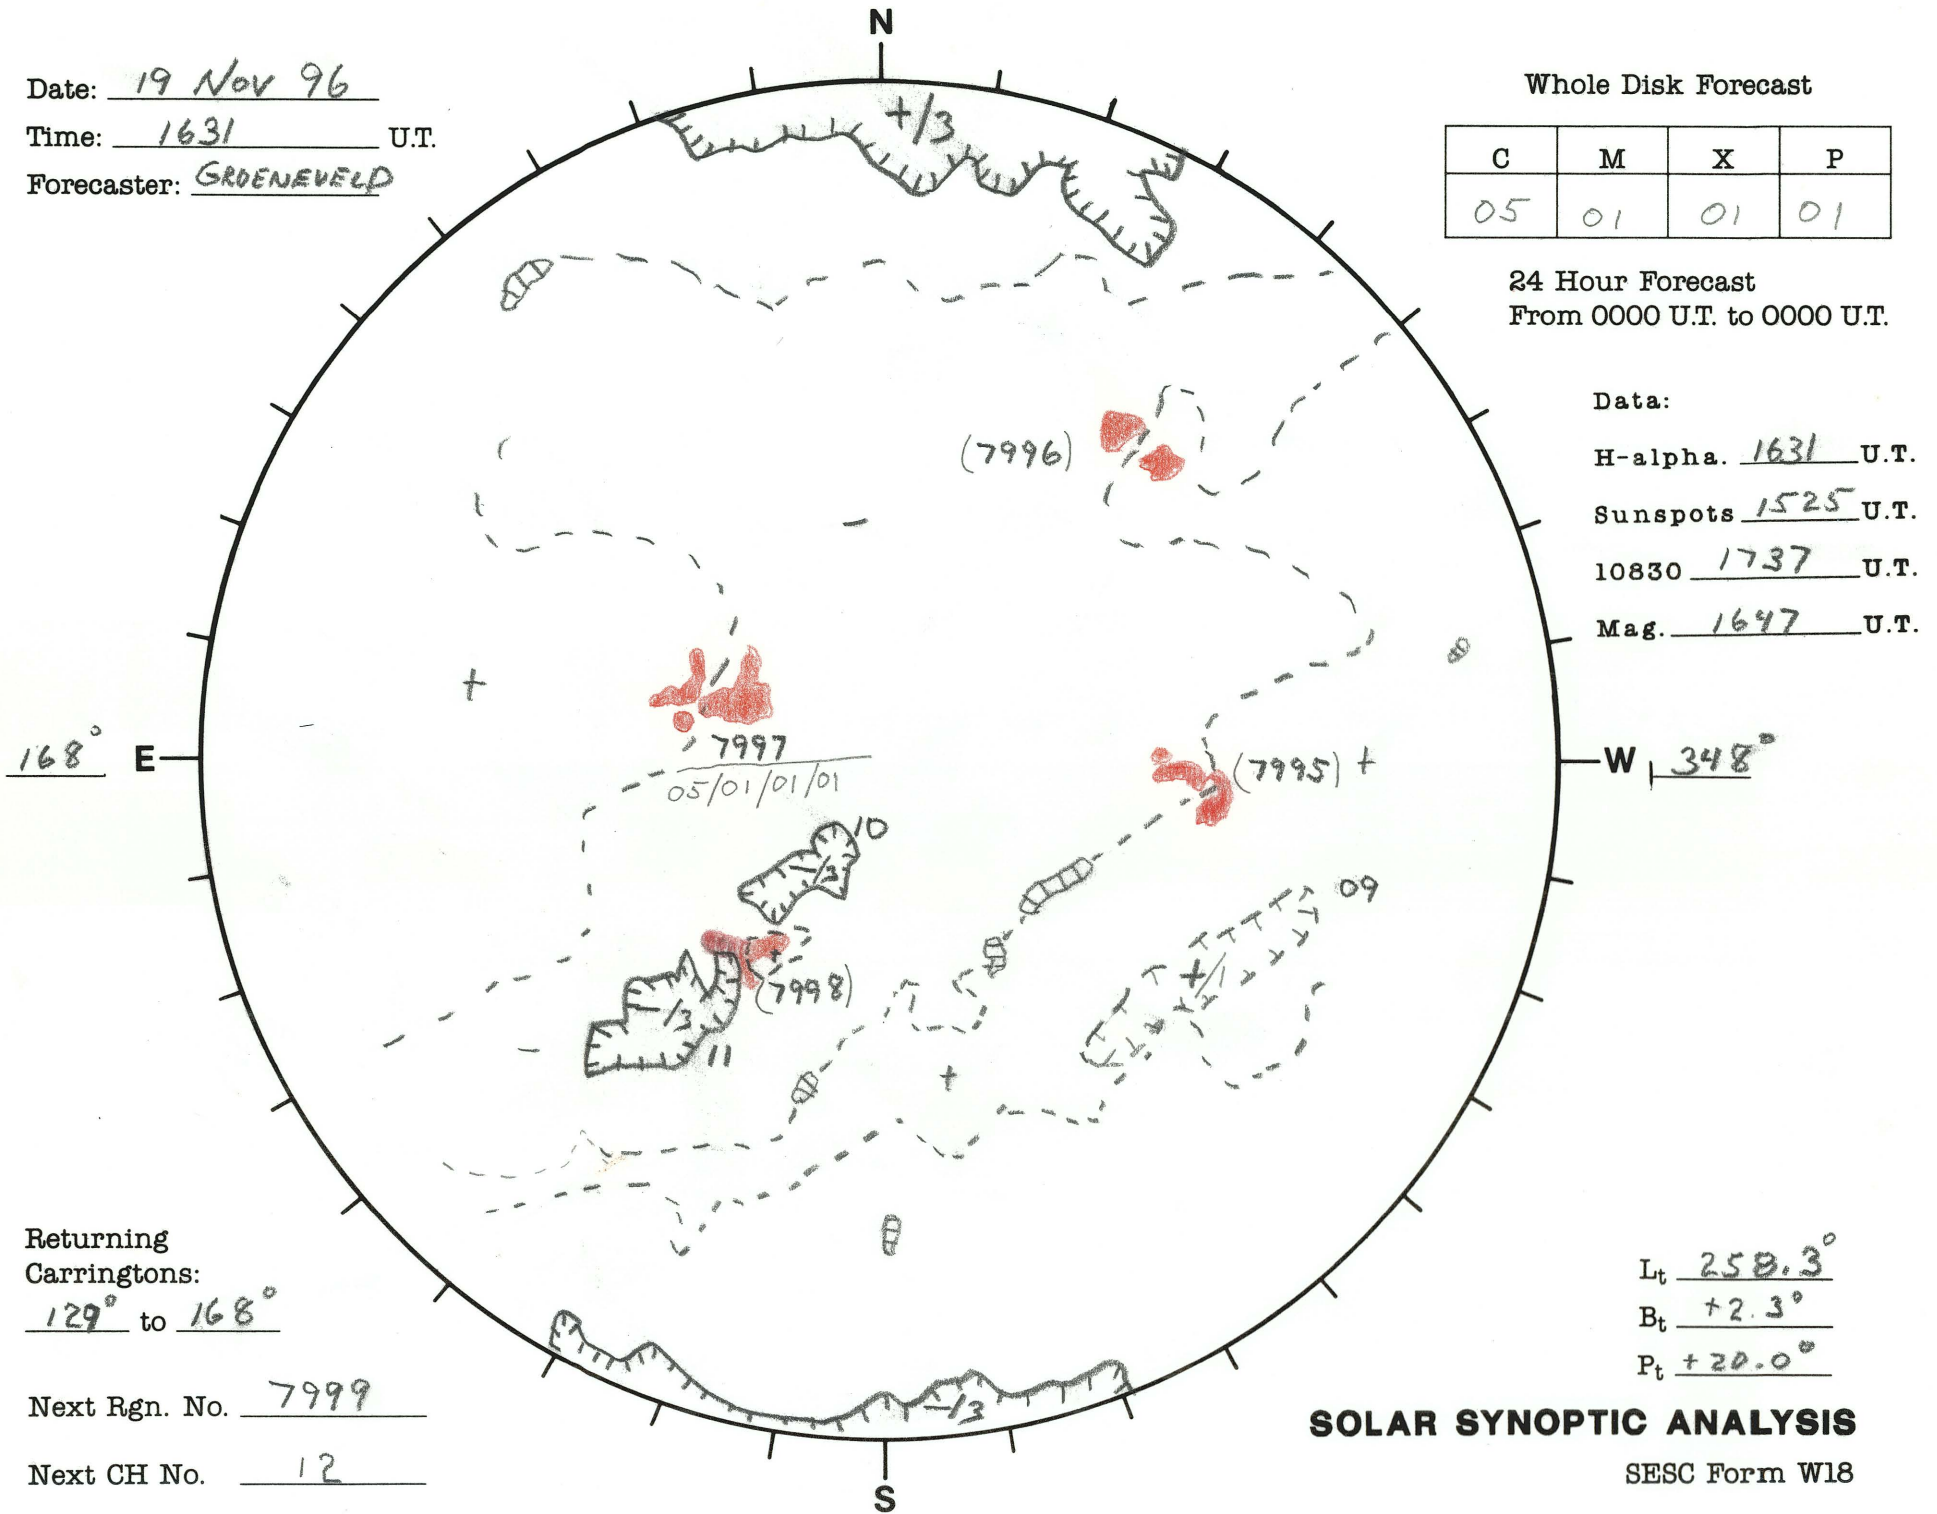 N
Date: 19 Nov 96
Time: 1631 U.T.
Forecaster: GROENEVELD
Whole Disk Forecast
C M X P
05 01 01 01
24 Hour Forecast
From 0000 U.T. to 0000 U.T.
Data:
H-alpha. 1631 U.T.
Sunspots 1525 U.T.
10830 1737 U.T.
Mag. 1647 U.T.
+/3
(7996)
−
+
−
7997
05/01/01/01
168° E
(7995) +
W 348°
10
−/3
09
+/
(7998)
+
−/3
11
−
+
−/3
S
Returning
Carringtons:
129° to 168°
Next Rgn. No. 7999
Next CH No. 12
Lt 258.3°
Bt +2.3°
Pt +20.0°
SOLAR SYNOPTIC ANALYSIS
SESC Form W18